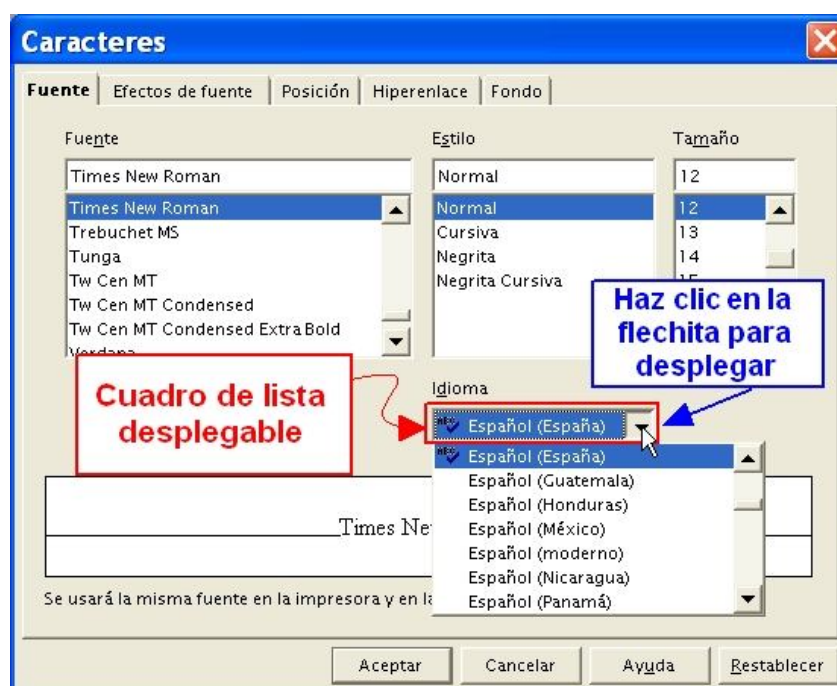 Caracteres
Fuente Efectos de fuente Posición Hiperenlace Fondo
Fuente Estilo Tamaño
Times New Roman Normal 12
Times New Roman Normal 12
Trebuchet MS Cursiva 13
Tunga Negrita 14
Tw Cen MT Negrita Cursiva 15
Tw Cen MT Condensed
Tw Cen MT Condensed Extra Bold
Verdana
Haz clic en la
flechita para
desplegar
Cuadro de lista
desplegable
Idioma
Español (España)
Español (España)
Español (Guatemala)
Español (Honduras)
Español (México)
Español (moderno)
Español (Nicaragua)
Español (Panamá)
Times Ne
Se usará la misma fuente en la impresora y en la
Aceptar Cancelar Ayuda Restablecer